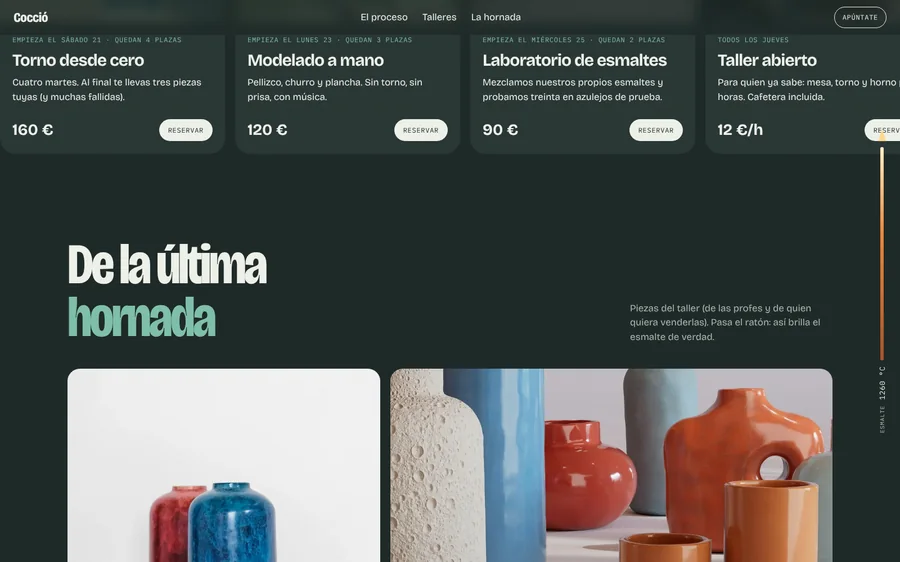 Cocció
El proceso Talleres La hornada
APÚNTATE
EMPIEZA EL SÁBADO 21 · QUEDAN 4 PLAZAS
Torno desde cero
Cuatro martes. Al final te llevas tres piezas
tuyas (y muchas fallidas).
160 €
RESERVAR
EMPIEZA EL LUNES 23 · QUEDAN 3 PLAZAS
Modelado a mano
Pellizco, churro y plancha. Sin torno, sin
prisa, con música.
120 €
RESERVAR
EMPIEZA EL MIÉRCOLES 25 · QUEDAN 2 PLAZAS
Laboratorio de esmaltes
Mezclamos nuestros propios esmaltes y
probamos treinta en azulejos de prueba.
90 €
RESERVAR
TODOS LOS JUEVES
Taller abierto
Para quien ya sabe: mesa, torno y horno
horas. Cafetera incluida.
12 €/h
De la última
hornada
Piezas del taller (de las profes y de quien
quiera venderlas). Pasa el ratón: así brilla el
esmalte de verdad.
ESMALTE 1260 °C